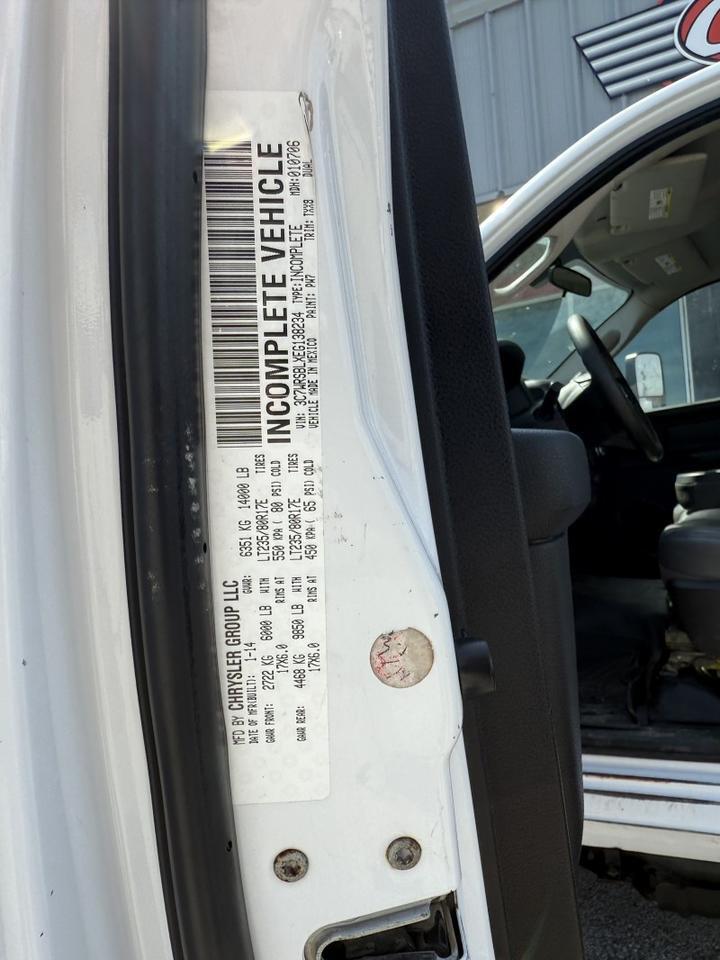 MFD BY CHRYSLER GROUP LLC
DATE OF MFR(BUILT): 1-14 GVWR: 6351 KG 14000 LB
GAWR FRONT: 2722 KG 6000 LB WITH LT235/80R17E TIRES
17X6.0 RIMS AT 550 KPA ( 80 PSI) COLD
GAWR REAR: 4468 KG 9850 LB WITH LT235/80R17E TIRES
17X6.0 RIMS AT 450 KPA ( 65 PSI) COLD
INCOMPLETE VEHICLE
VIN: 3C7WRSBLXEG138234 TYPE: INCOMPLETE MDH: 010706
VEHICLE MADE IN MEXICO PAINT: PW7 TRIM: TXX8 DUAL